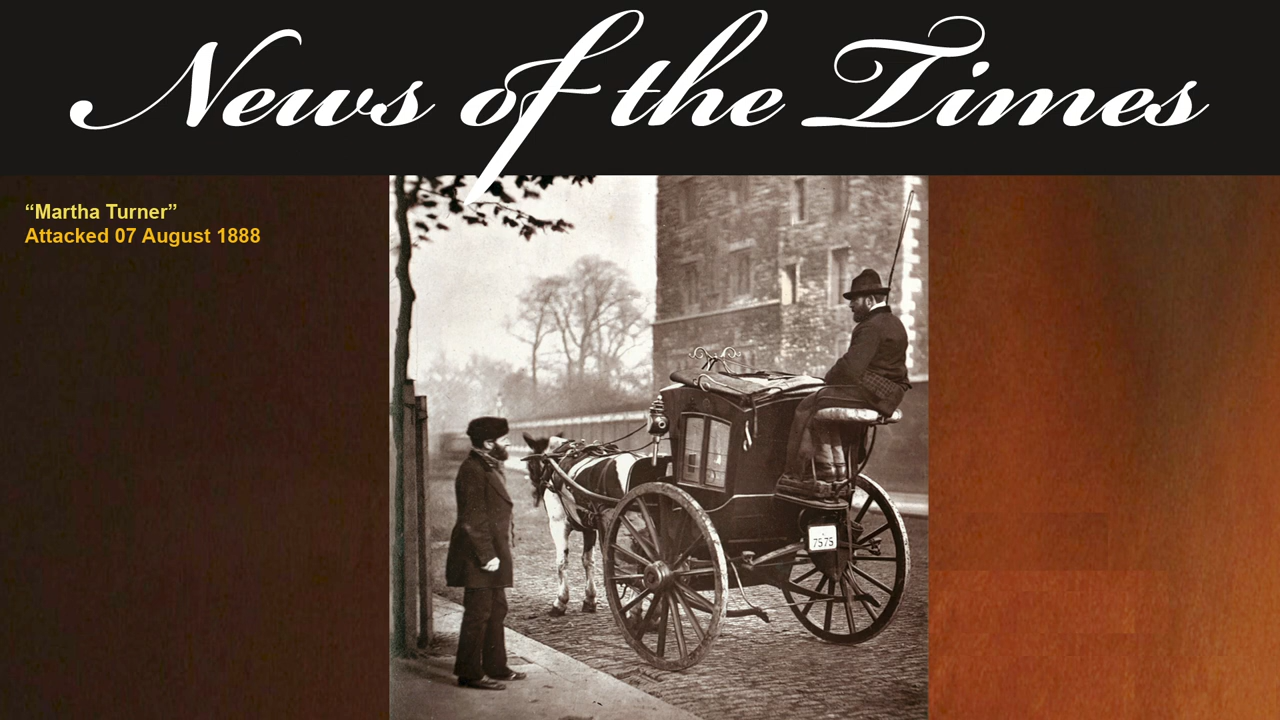 News of the Times
“Martha Turner”
Attacked 07 August 1888
7575